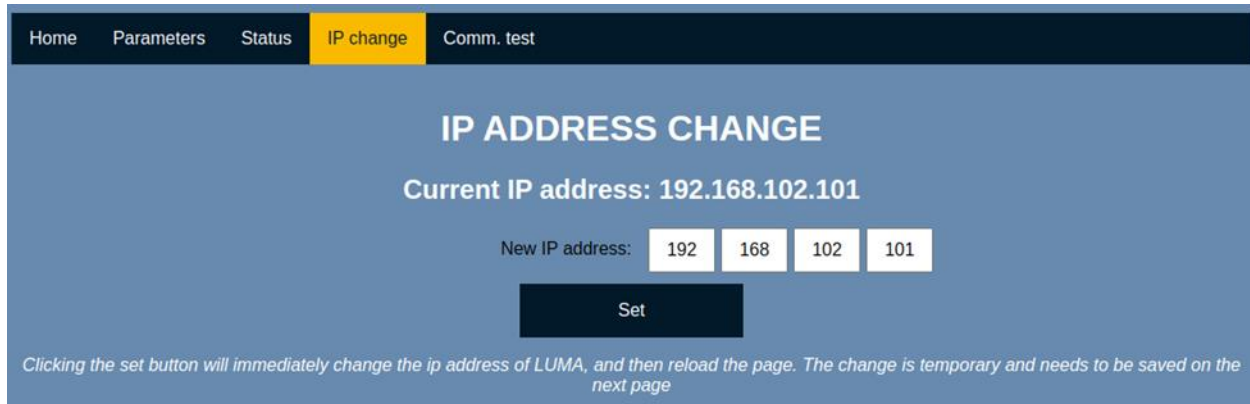 Home Parameters Status IP change Comm. test
IP ADDRESS CHANGE
Current IP address: 192.168.102.101
New IP address: 192 168 102 101
Set
Clicking the set button will immediately change the ip address of LUMA, and then reload the page. The change is temporary and needs to be saved on the
next page